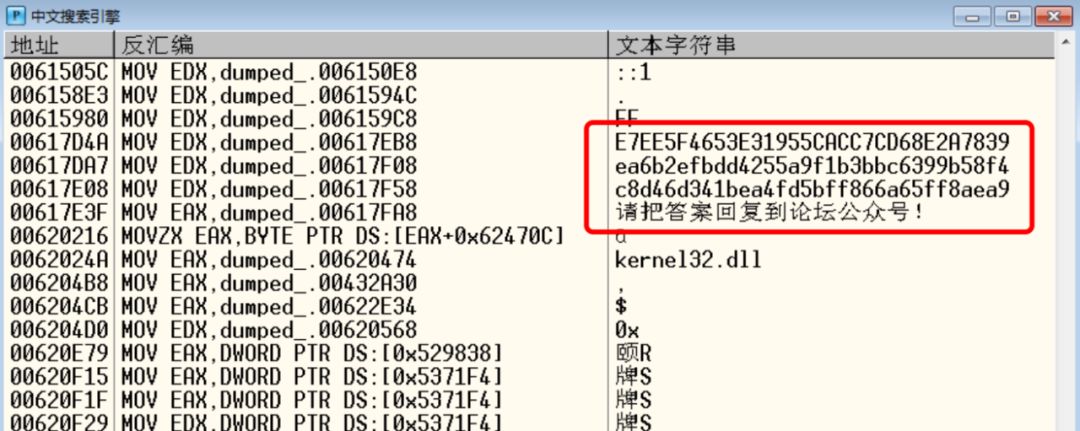 P 中文搜索引擎
地址 反汇编 文本字符串
0061505C MOV EDX,dumped_.006150E8 ::1
006158E3 MOV EDX,dumped_.0061594C .
00615980 MOV EDX,dumped_.006159C8 FF
00617D4A MOV EDX,dumped_.00617EB8 E7EE5F4653E31955CACC7CD68E2A7839
00617DA7 MOV EDX,dumped_.00617F08 ea6b2efbdd4255a9f1b3bbc6399b58f4
00617E08 MOV EDX,dumped_.00617F58 c8d46d341bea4fd5bff866a65ff8aea9
00617E3F MOV EAX,dumped_.00617FA8 请把答案回复到论坛公众号!
00620216 MOVZX EAX,BYTE PTR DS:[EAX+0x62470C] a
0062024A MOV EAX,dumped_.00620474 kernel32.dll
006204B8 MOV EAX,dumped_.00432A30 ,
006204CB MOV EAX,dumped_.00622E34 $
006204D0 MOV EDX,dumped_.00620568 0x
00620E79 MOV EAX,DWORD PTR DS:[0x529838] 颐R
00620F15 MOV EAX,DWORD PTR DS:[0x5371F4] 牌S
00620F1F MOV EAX,DWORD PTR DS:[0x5371F4] 牌S
00620F29 MOV EAX,DWORD PTR DS:[0x5371F4] 牌S